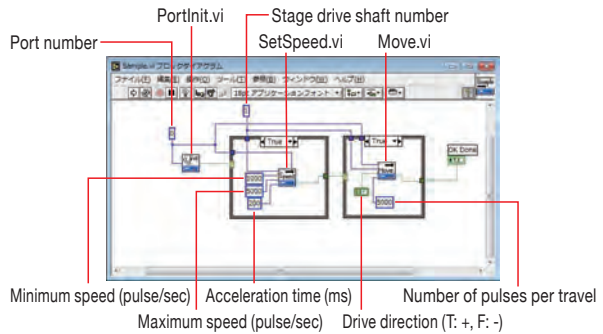 PortInit.vi
Stage drive shaft number
Port number
SetSpeed.vi
Move.vi
Sample.vi ブロックダイアグラム
ファイル(F) 編集(E) 操作(O) ツール(T) 参照(B) ウィンドウ(W) ヘルプ(H)
18pt アプリケーションフォント
True
True
OK Done
5000
200
5000
Minimum speed (pulse/sec)
Acceleration time (ms)
Number of pulses per travel
Maximum speed (pulse/sec)
Drive direction (T: +, F: -)